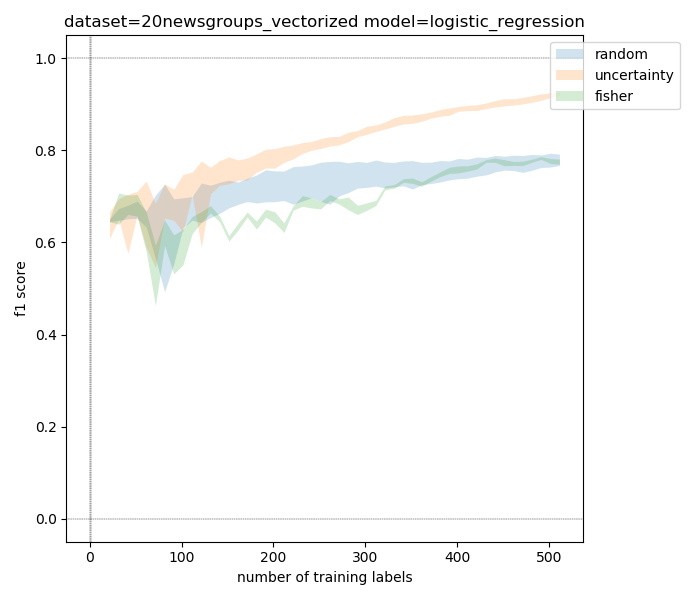 dataset=20newsgroups_vectorized model=logistic_regression
random
uncertainty
fisher
1.0
0.8
0.6
0.4
0.2
0.0
f1 score
0 100 200 300 400 500
number of training labels